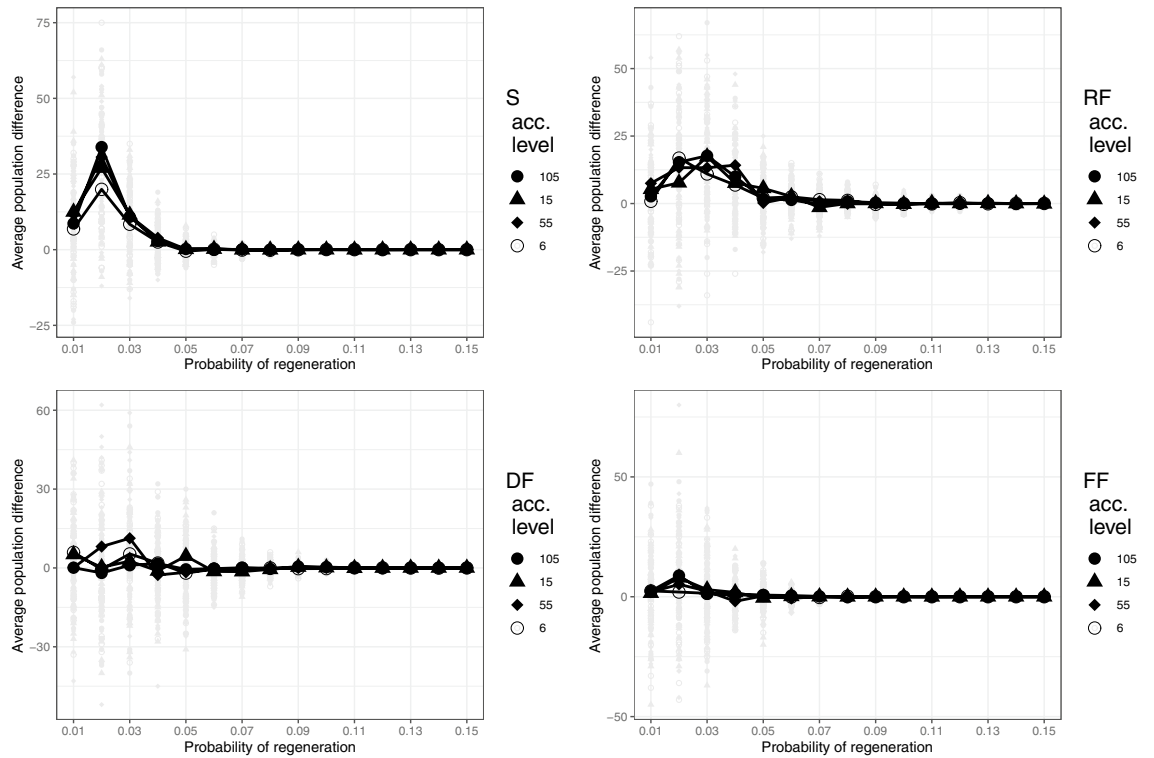 75
50
25
0
−25
Average population difference
0.01 0.03 0.05 0.07 0.09 0.11 0.13 0.15
Probability of regeneration
S
acc.
level
105
15
55
6
50
25
0
−25
Average population difference
0.01 0.03 0.05 0.07 0.09 0.11 0.13 0.15
Probability of regeneration
RF
acc.
level
105
15
55
6
60
30
0
−30
Average population difference
0.01 0.03 0.05 0.07 0.09 0.11 0.13 0.15
Probability of regeneration
DF
acc.
level
105
15
55
6
50
0
−50
Average population difference
0.01 0.03 0.05 0.07 0.09 0.11 0.13 0.15
Probability of regeneration
FF
acc.
level
105
15
55
6